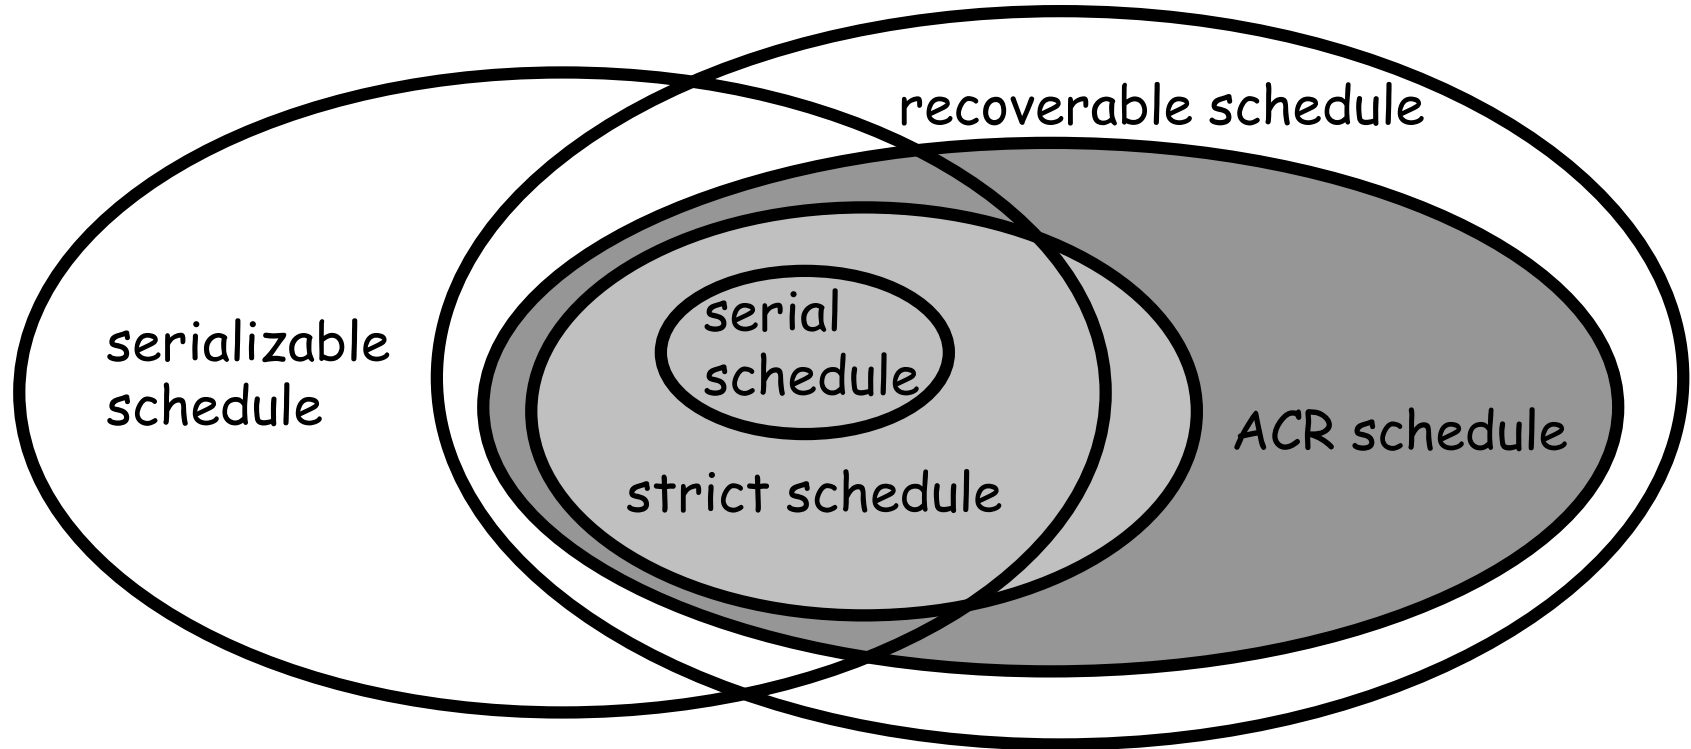 recoverable schedule
serial
schedule
serializable
schedule
ACR schedule
strict schedule